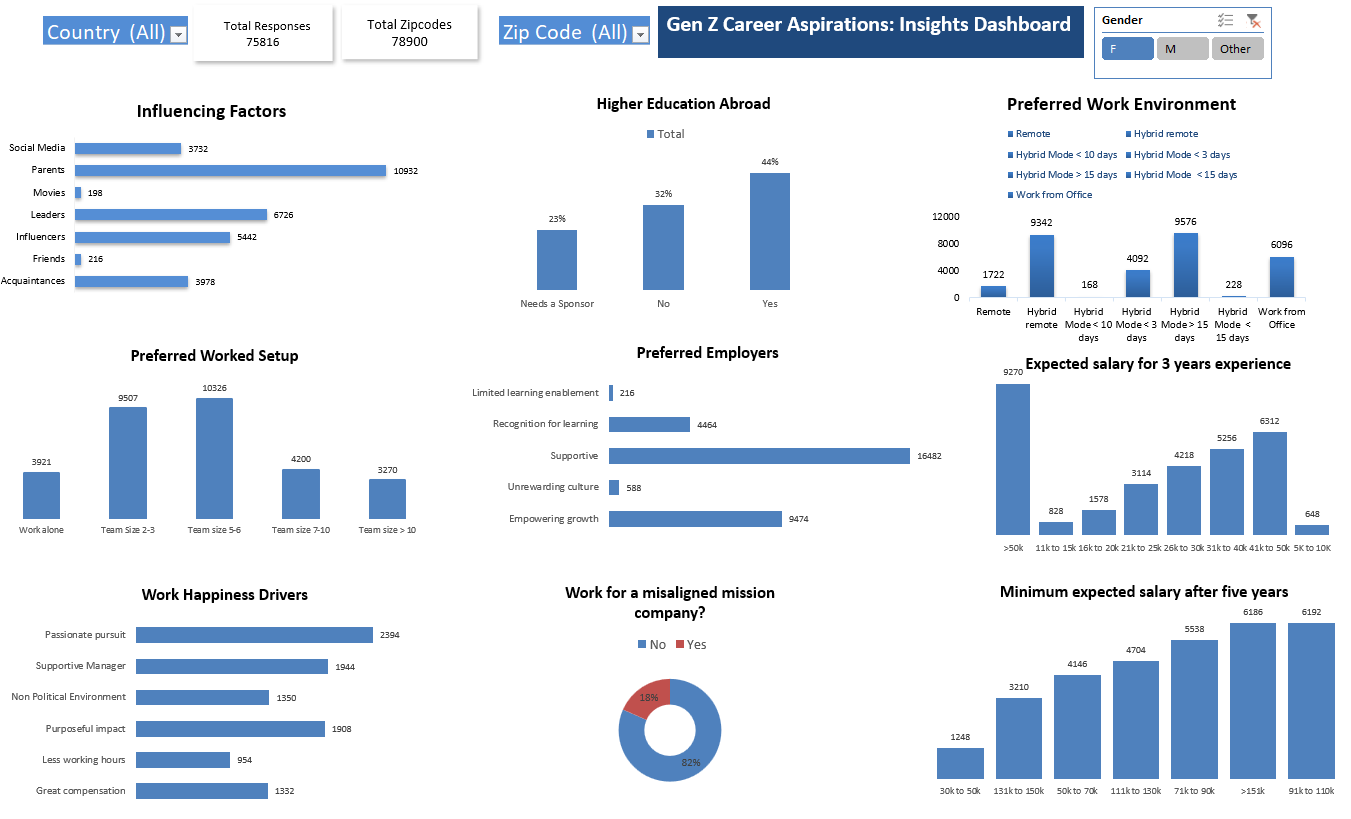 Country (All)
Total Responses
75816
Total Zipcodes
78900
Zip Code (All)
Gen Z Career Aspirations: Insights Dashboard
Gender
F
M
Other
Influencing Factors
Social Media
3732
Parents
10932
Movies
198
Leaders
6726
Influencers
5442
Friends
216
Acquaintances
3978
Higher Education Abroad
Total
23%
32%
44%
Needs a Sponsor
No
Yes
Preferred Work Environment
Remote
Hybrid remote
Hybrid Mode < 10 days
Hybrid Mode < 3 days
Hybrid Mode > 15 days
Hybrid Mode < 15 days
Work from Office
12000
8000
4000
0
1722
9342
168
4092
9576
228
6096
Remote
Hybrid
remote
Hybrid
Mode < 10
days
Hybrid
Mode < 3
days
Hybrid
Mode > 15
days
Hybrid
Mode <
15 days
Work from
Office
Preferred Worked Setup
3921
9507
10326
4200
3270
Work alone
Team Size 2-3
Team size 5-6
Team size 7-10
Team size > 10
Preferred Employers
Limited learning enablement
216
Recognition for learning
4464
Supportive
16482
Unrewarding culture
588
Empowering growth
9474
Expected salary for 3 years experience
9270
828
1578
3114
4218
5256
6312
648
>50k
11k to 15k
16k to 20k
21k to 25k
26k to 30k
31k to 40k
41k to 50k
5K to 10K
Work Happiness Drivers
Passionate pursuit
2394
Supportive Manager
1944
Non Political Environment
1350
Purposeful impact
1908
Less working hours
954
Great compensation
1332
Work for a misaligned mission
company?
No
Yes
18%
82%
Minimum expected salary after five years
1248
3210
4146
4704
5538
6186
6192
30k to 50k
131k to 150k
50k to 70k
111k to 130k
71k to 90k
>151k
91k to 110k